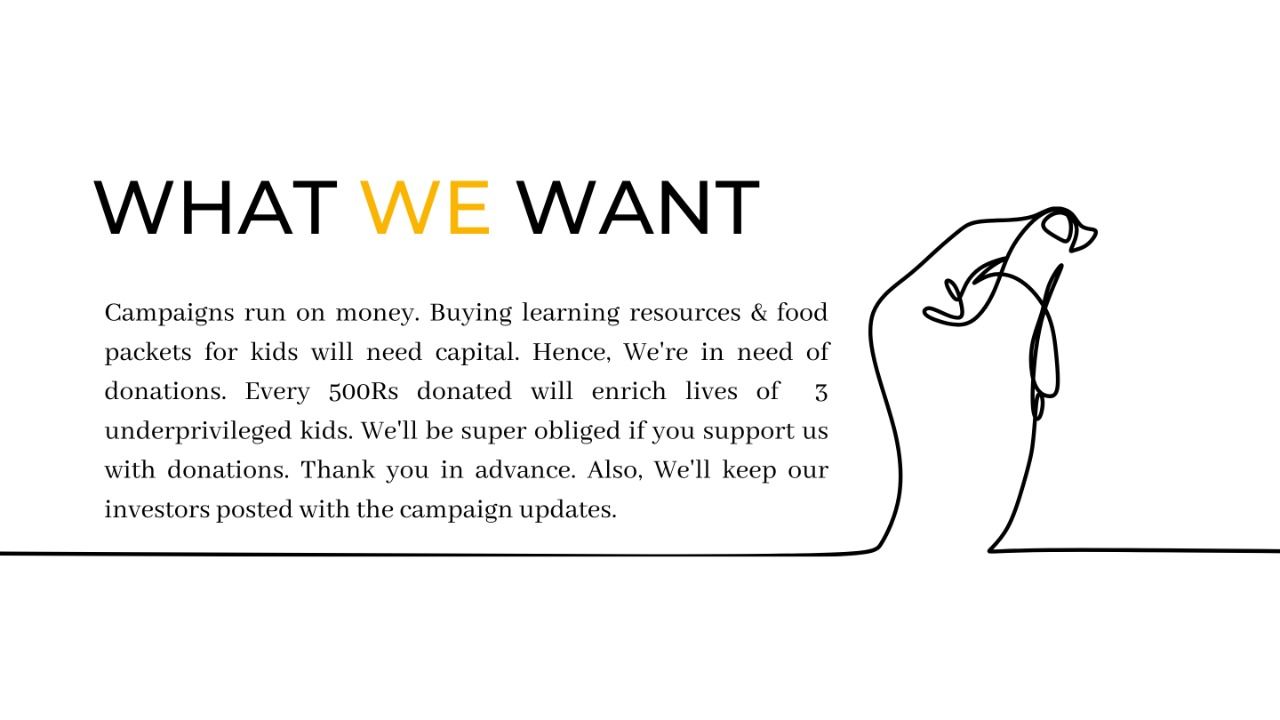 WHAT WE WANT
Campaigns run on money. Buying learning resources & food
packets for kids will need capital. Hence, We're in need of
donations. Every 500Rs donated will enrich lives of 3
underprivileged kids. We'll be super obliged if you support us
with donations. Thank you in advance. Also, We'll keep our
investors posted with the campaign updates.